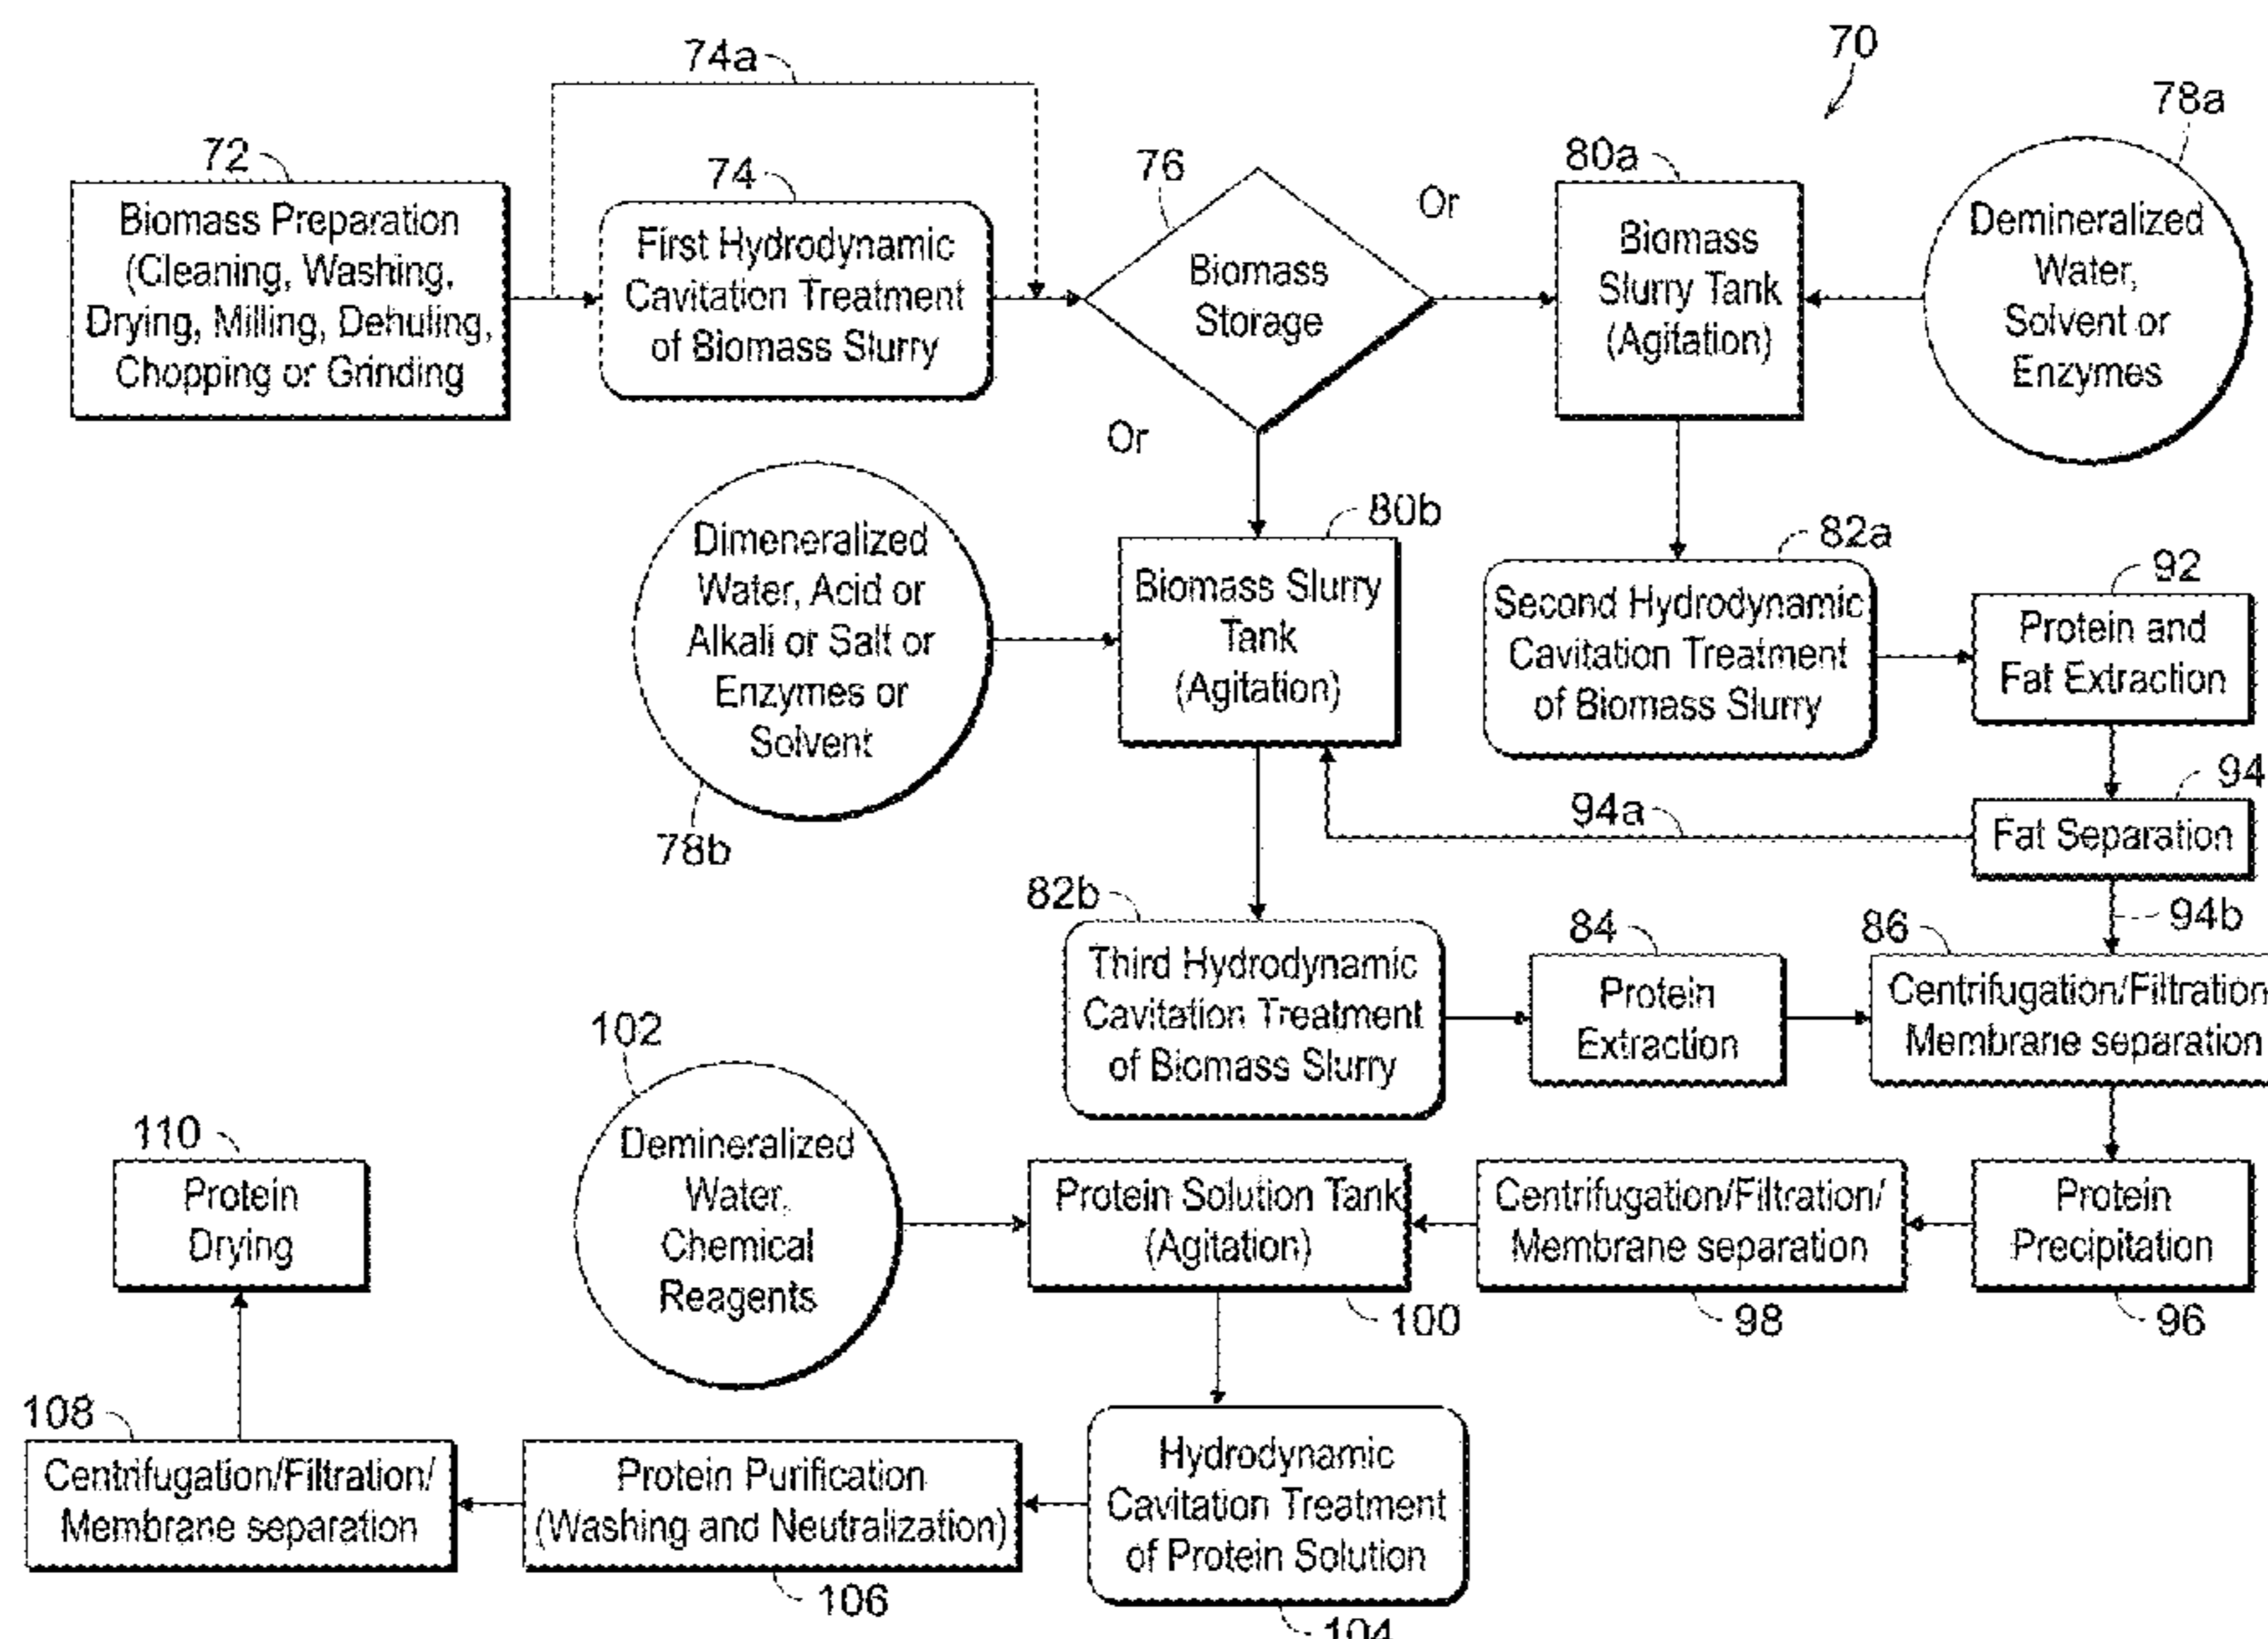 70
74a
78a
72
74
76
Or
80a
Biomass Preparation
(Cleaning, Washing,
Drying, Milling, Dehuling,
Chopping or Grinding
First Hydrodynamic
Cavitation Treatment
of Biomass Slurry
Biomass
Storage
Biomass
Slurry Tank
(Agitation)
Demineralized
Water,
Solvent or
Enzymes
Or
Dimeneralized
Water, Acid or
Alkali or Salt or
Enzymes or
Solvent
78b
80b
Biomass Slurry
Tank
(Agitation)
82a
Second Hydrodynamic
Cavitation Treatment
of Biomass Slurry
92
Protein and
Fat Extraction
94
Fat Separation
94a
94b
82b
Third Hydrodynamic
Cavitation Treatment
of Biomass Slurry
84
Protein
Extraction
86
Centrifugation/Filtration
Membrane separation
110
Protein
Drying
102
Demineralized
Water,
Chemical
Reagents
Protein Solution Tank
(Agitation)
100
Centrifugation/Filtration/
Membrane separation
98
Protein
Precipitation
96
108
Centrifugation/Filtration/
Membrane separation
Protein Purification
(Washing and Neutralization)
106
Hydrodynamic
Cavitation Treatment
of Protein Solution
104